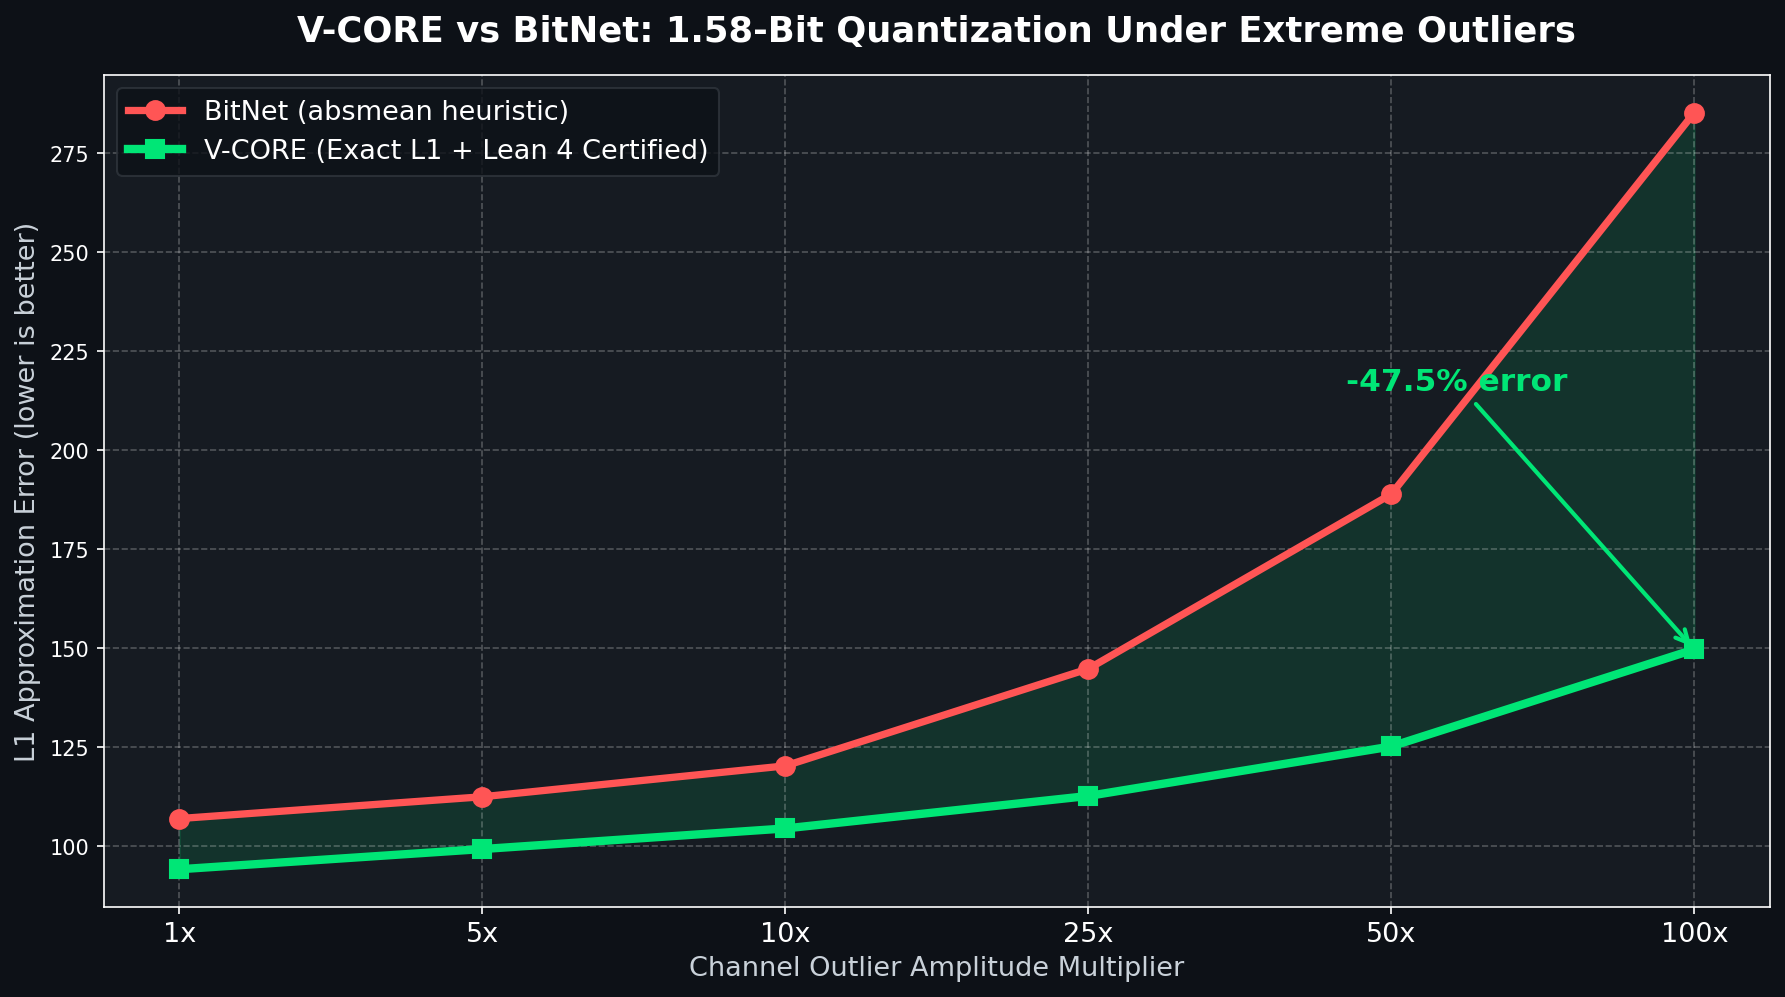 V-CORE vs BitNet: 1.58-Bit Quantization Under Extreme Outliers
BitNet (absmean heuristic)
V-CORE (Exact L1 + Lean 4 Certified)
L1 Approximation Error (lower is better)
275
250
225
200
175
150
125
100
-47.5% error
1x
5x
10x
25x
50x
100x
Channel Outlier Amplitude Multiplier